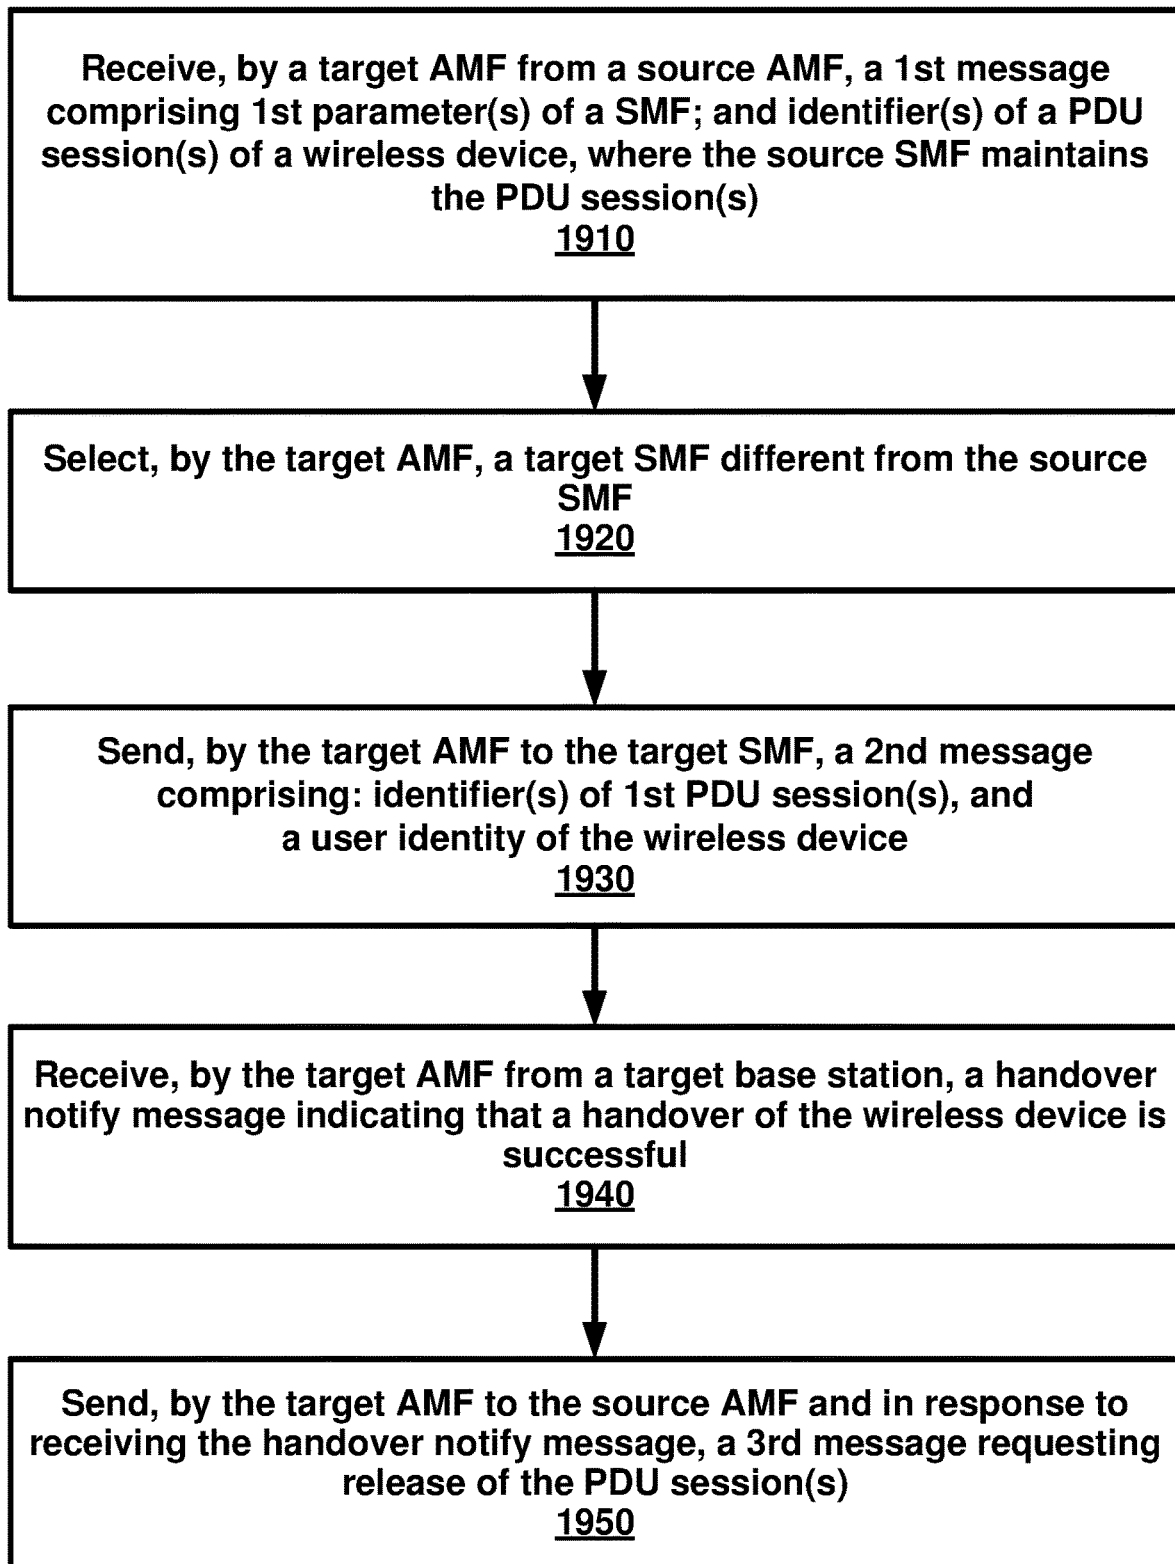 Receive, by a target AMF from a source AMF, a 1st message
comprising 1st parameter(s) of a SMF; and identifier(s) of a PDU
session(s) of a wireless device, where the source SMF maintains
the PDU session(s)
1910
Select, by the target AMF, a target SMF different from the source
SMF
1920
Send, by the target AMF to the target SMF, a 2nd message
comprising: identifier(s) of 1st PDU session(s), and
a user identity of the wireless device
1930
Receive, by the target AMF from a target base station, a handover
notify message indicating that a handover of the wireless device is
successful
1940
Send, by the target AMF to the source AMF and in response to
receiving the handover notify message, a 3rd message requesting
release of the PDU session(s)
1950